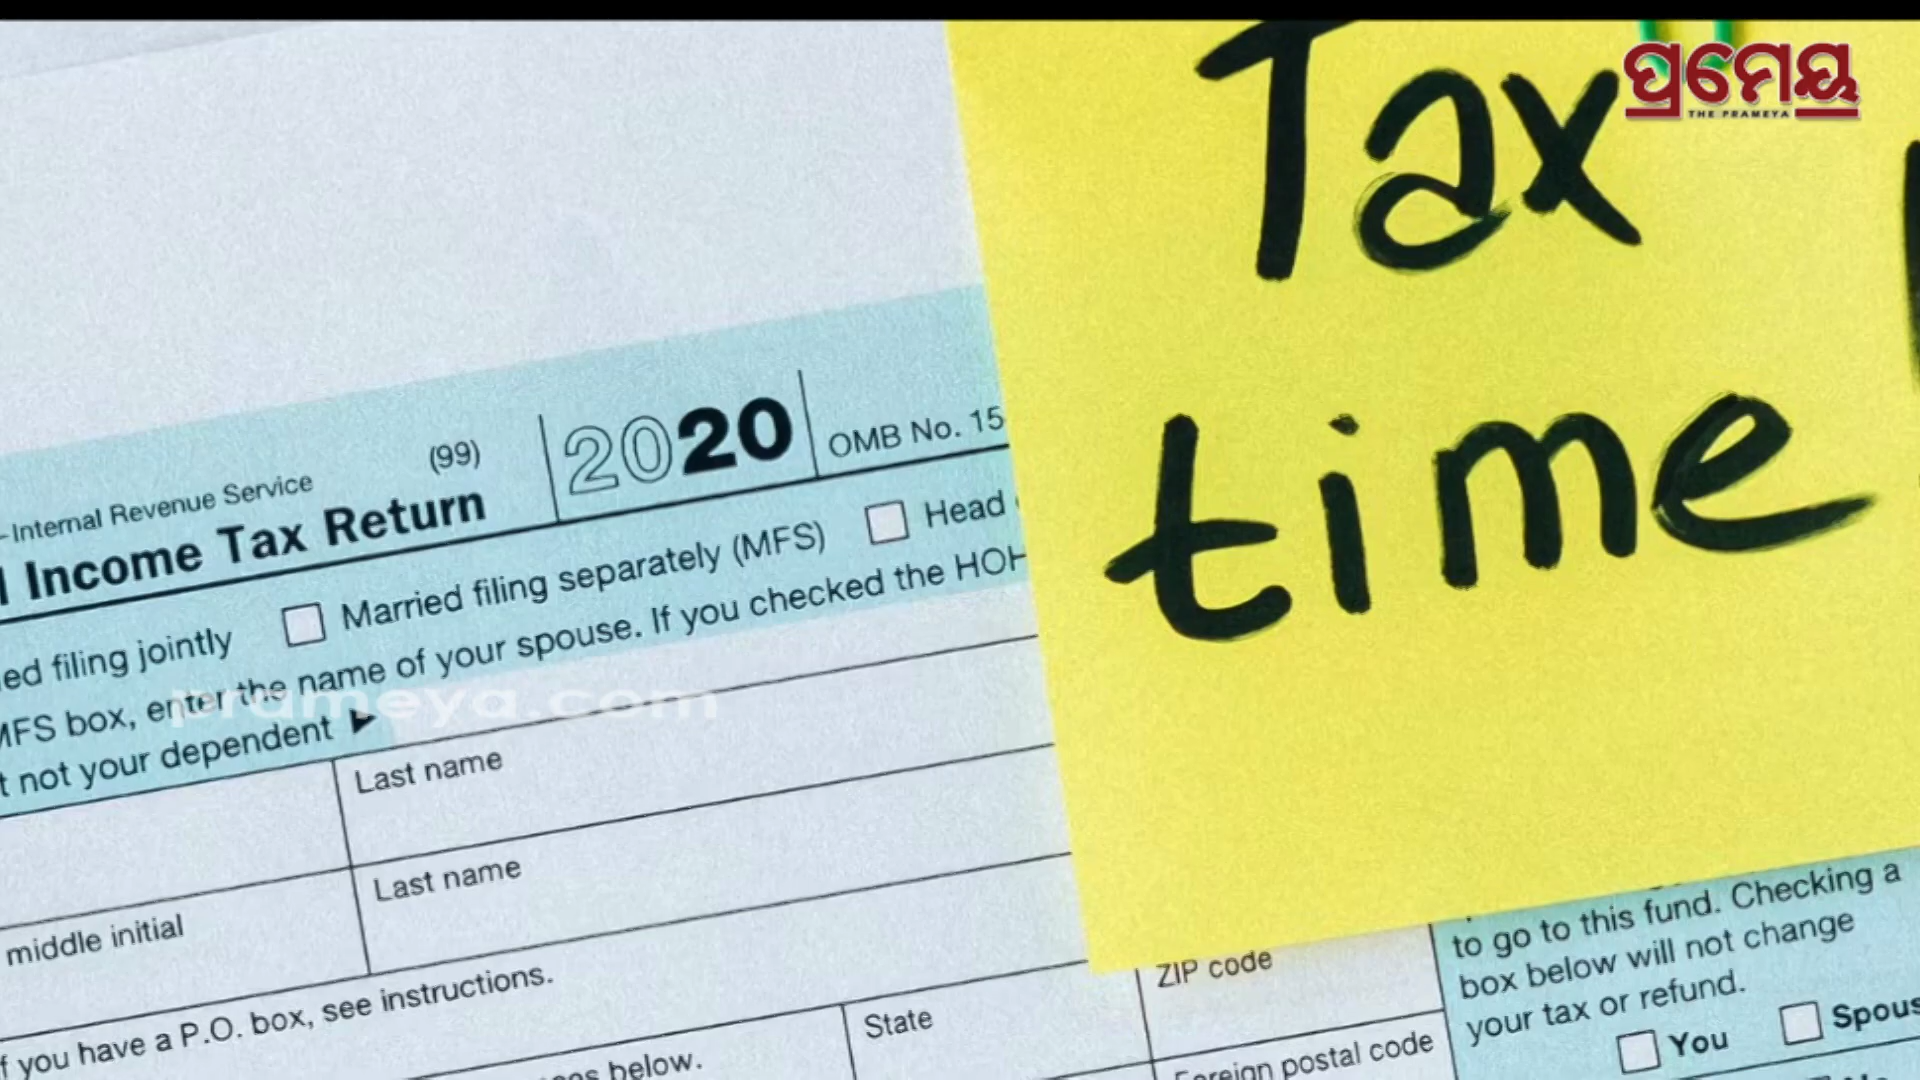 ପ୍ରମେୟ
THE PRAMEYA
Tax
time
(99)
2020
OMB No. 15
Internal Revenue Service
Income Tax Return
filing jointly
Married filing separately (MFS)
Head
MFS box, enter the name of your spouse. If you checked the HOH
not your dependent ▶
prameya.com
Last name
Last name
middle initial
If you have a P.O. box, see instructions.
below.
State
ZIP code
Foreign postal code
to go to this fund. Checking a
box below will not change
your tax or refund.
You
Spous